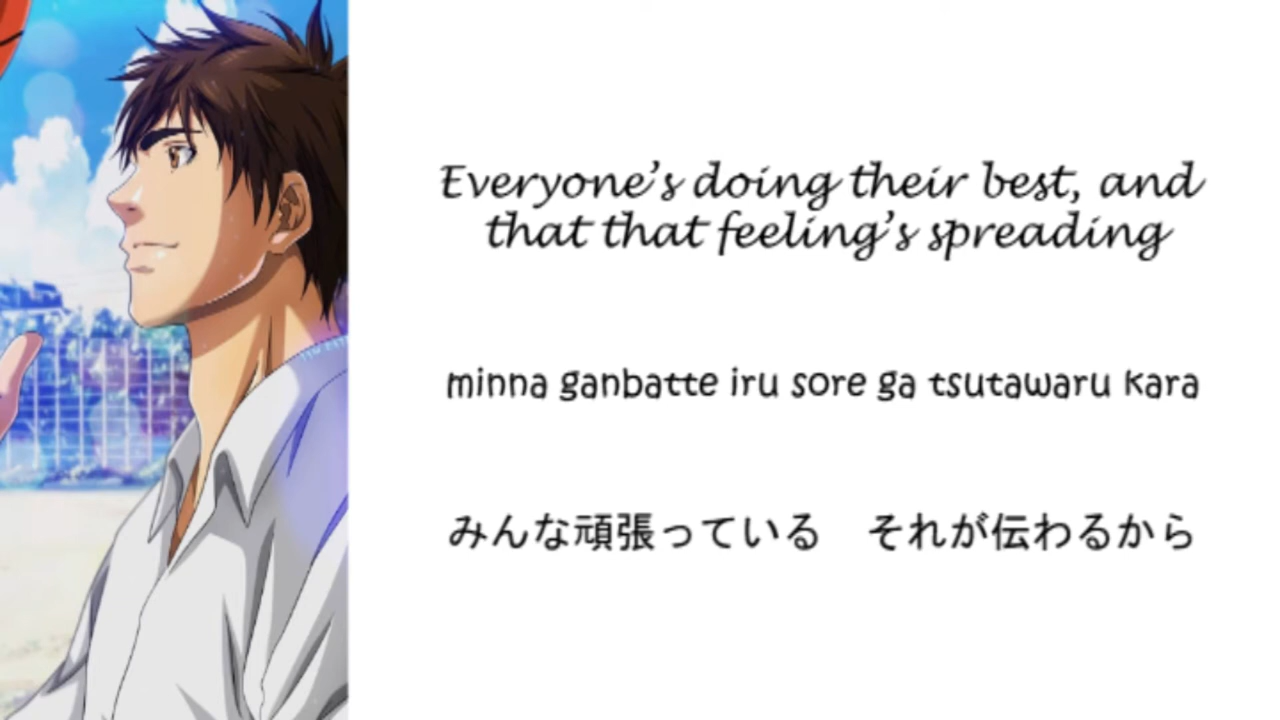 Everyone's doing their best, and
that that feeling's spreading
minna ganbatte iru sore ga tsutawaru kara
みんな頑張っている　それが伝わるから